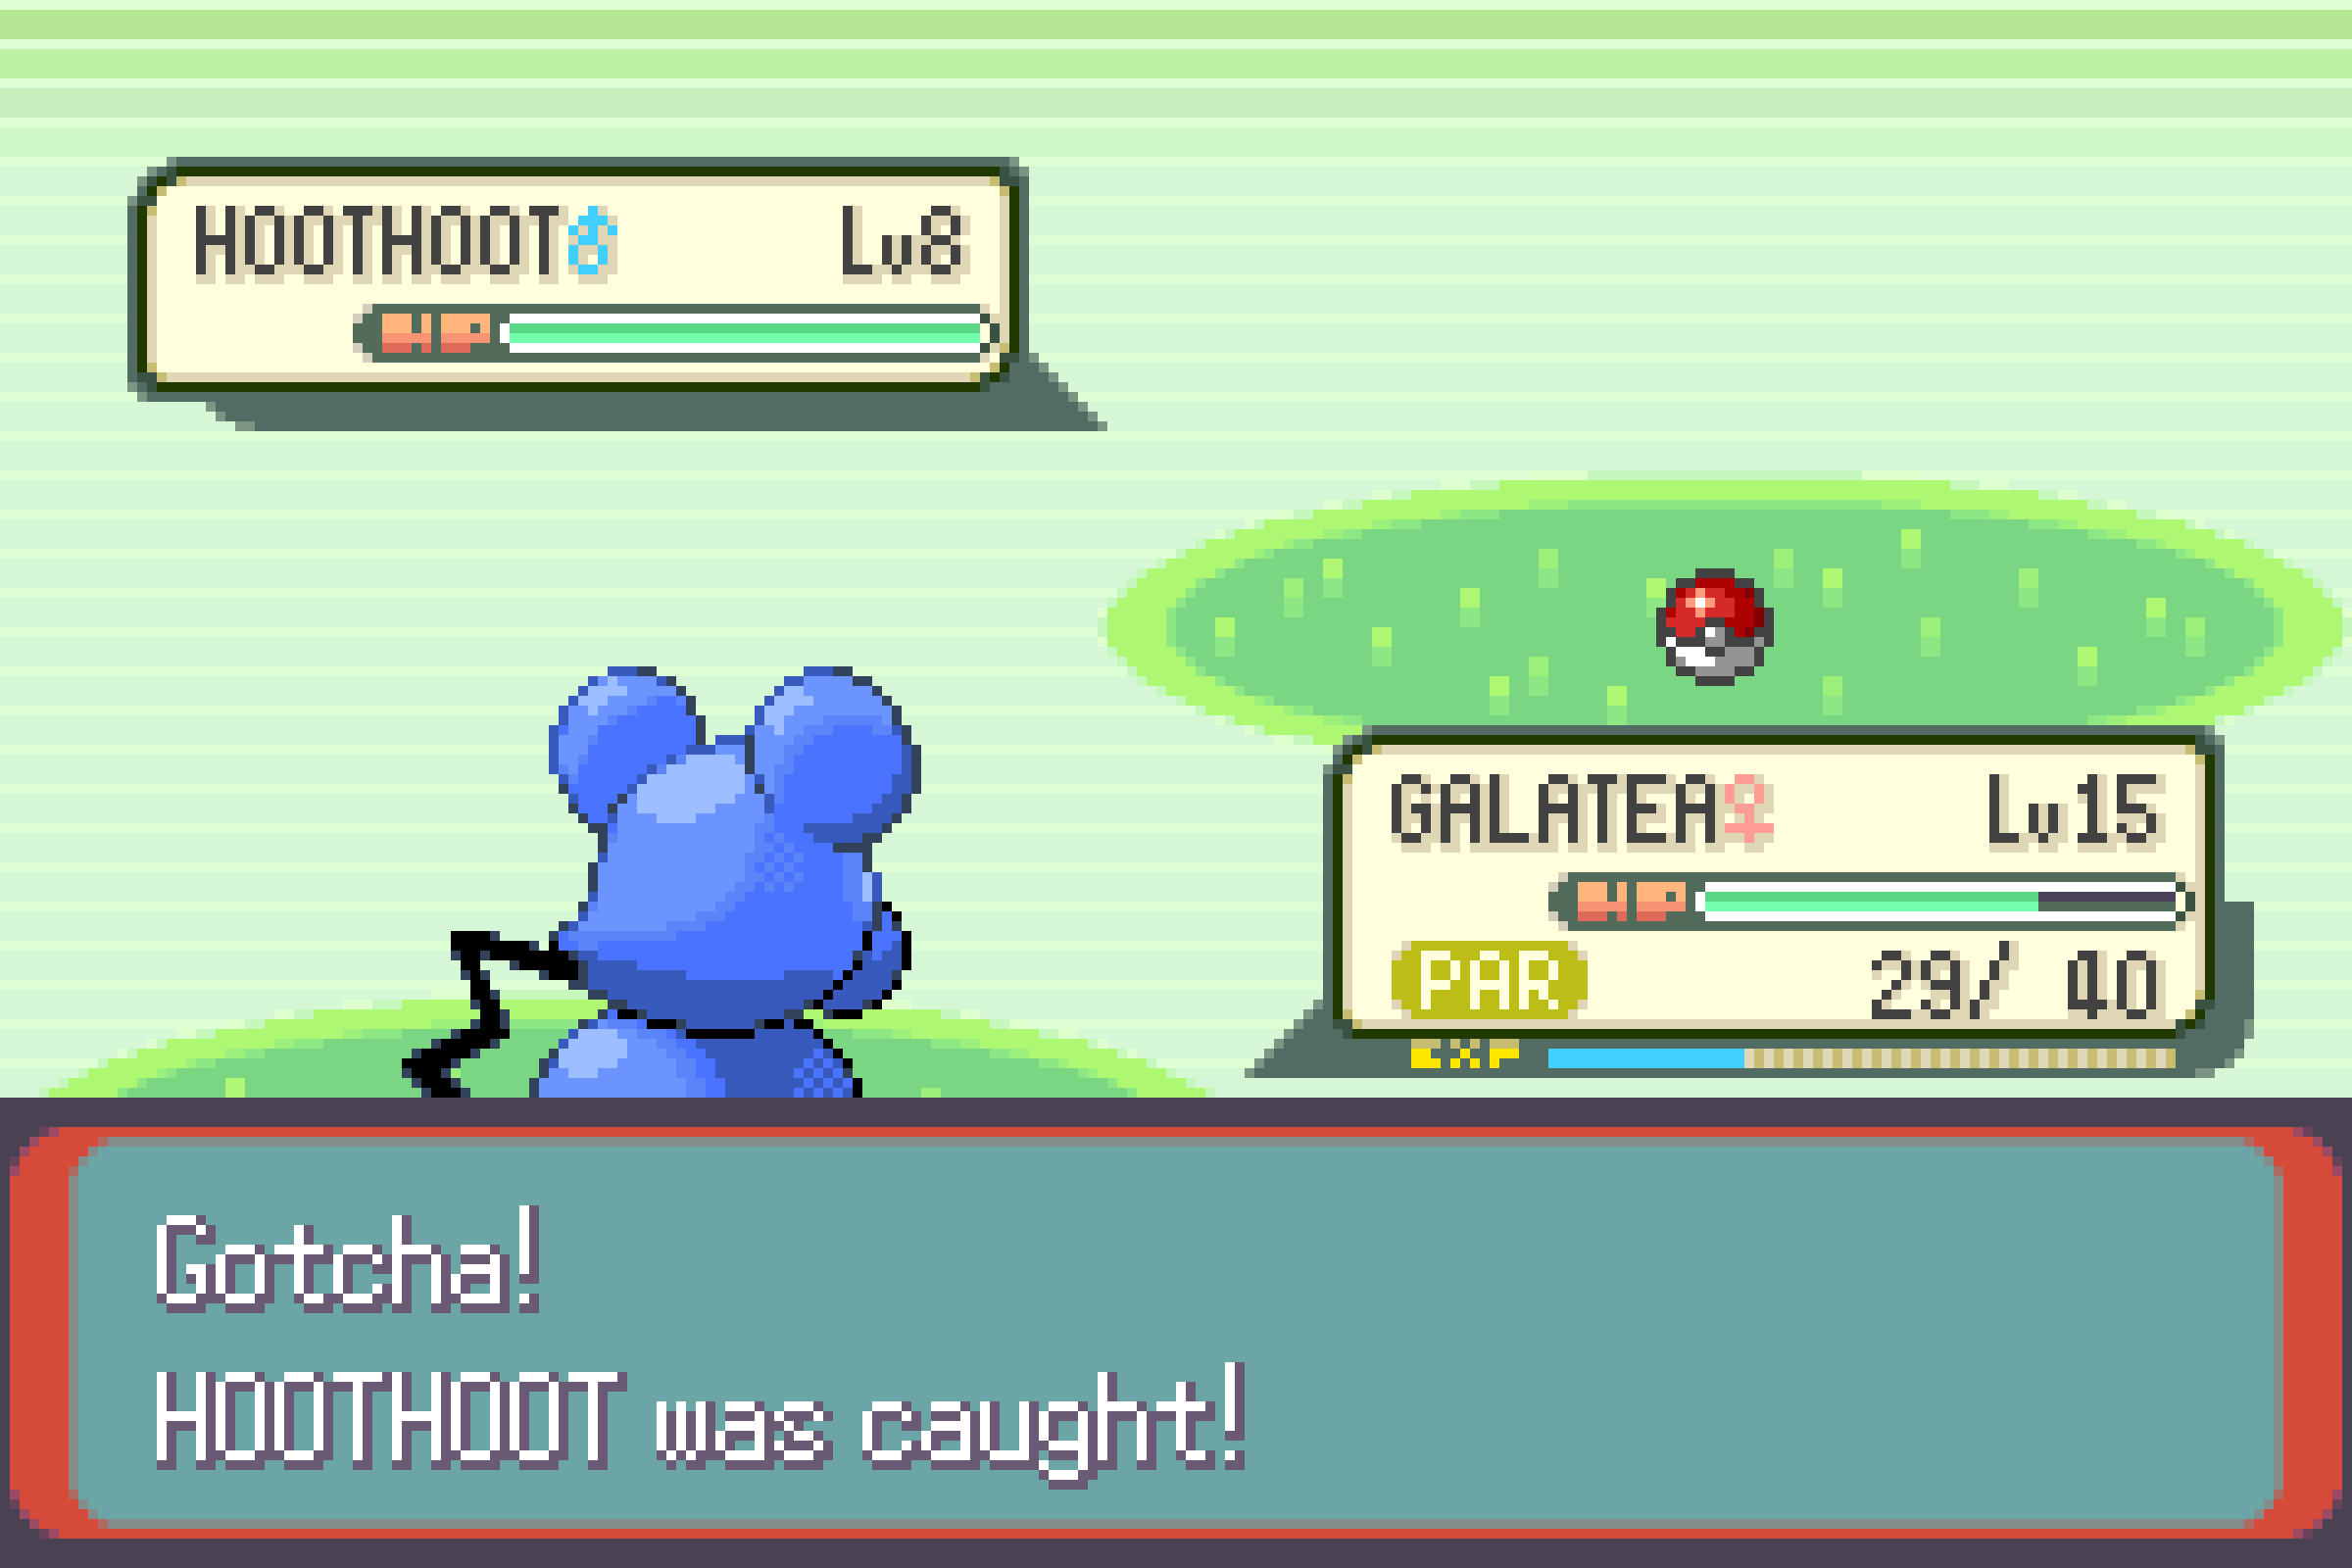 HOOTHOOT♂ Lv8
HP
GALATEA♀ Lv15
HP
PAR 29/ 40
EXP
Gotcha!
HOOTHOOT was caught!